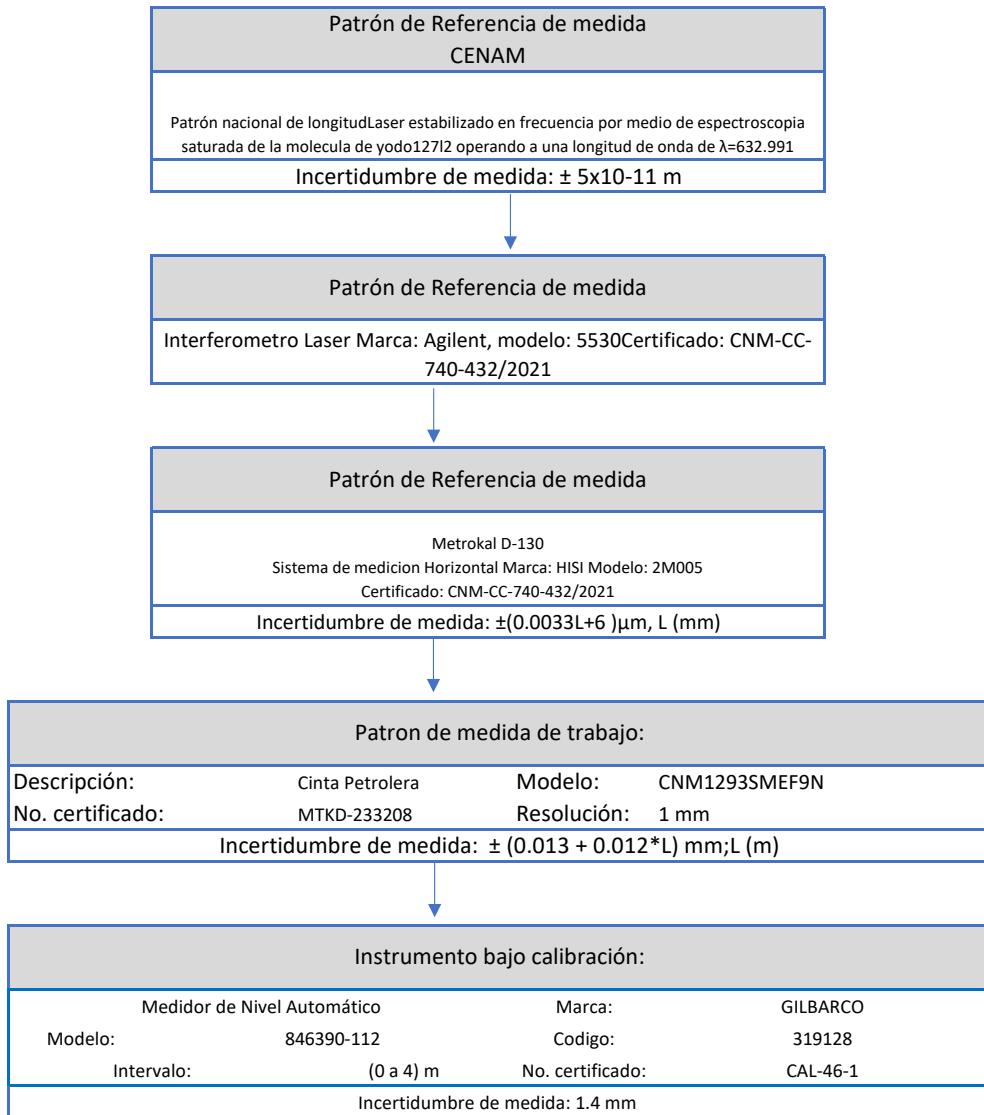 Patrón de Referencia de medida
CENAM
Patrón nacional de longitudLaser estabilizado en frecuencia por medio de espectroscopia
saturada de la molecula de yodo127I2 operando a una longitud de onda de λ=632.991
Incertidumbre de medida: ± 5x10-11 m
Patrón de Referencia de medida
Interferometro Laser Marca: Agilent, modelo: 5530Certificado: CNM-CC-
740-432/2021
Patrón de Referencia de medida
Metrokal D-130
Sistema de medicion Horizontal Marca: HISI Modelo: 2M005
Certificado: CNM-CC-740-432/2021
Incertidumbre de medida: ±(0.0033L+6 )µm, L (mm)
Patron de medida de trabajo:
Descripción: Cinta Petrolera Modelo: CNM1293SMEF9N
No. certificado: MTKD-233208 Resolución: 1 mm
Incertidumbre de medida: ± (0.013 + 0.012*L) mm;L (m)
Instrumento bajo calibración:
Medidor de Nivel Automático Marca: GILBARCO
Modelo: 846390-112 Codigo: 319128
Intervalo: (0 a 4) m No. certificado: CAL-46-1
Incertidumbre de medida: 1.4 mm